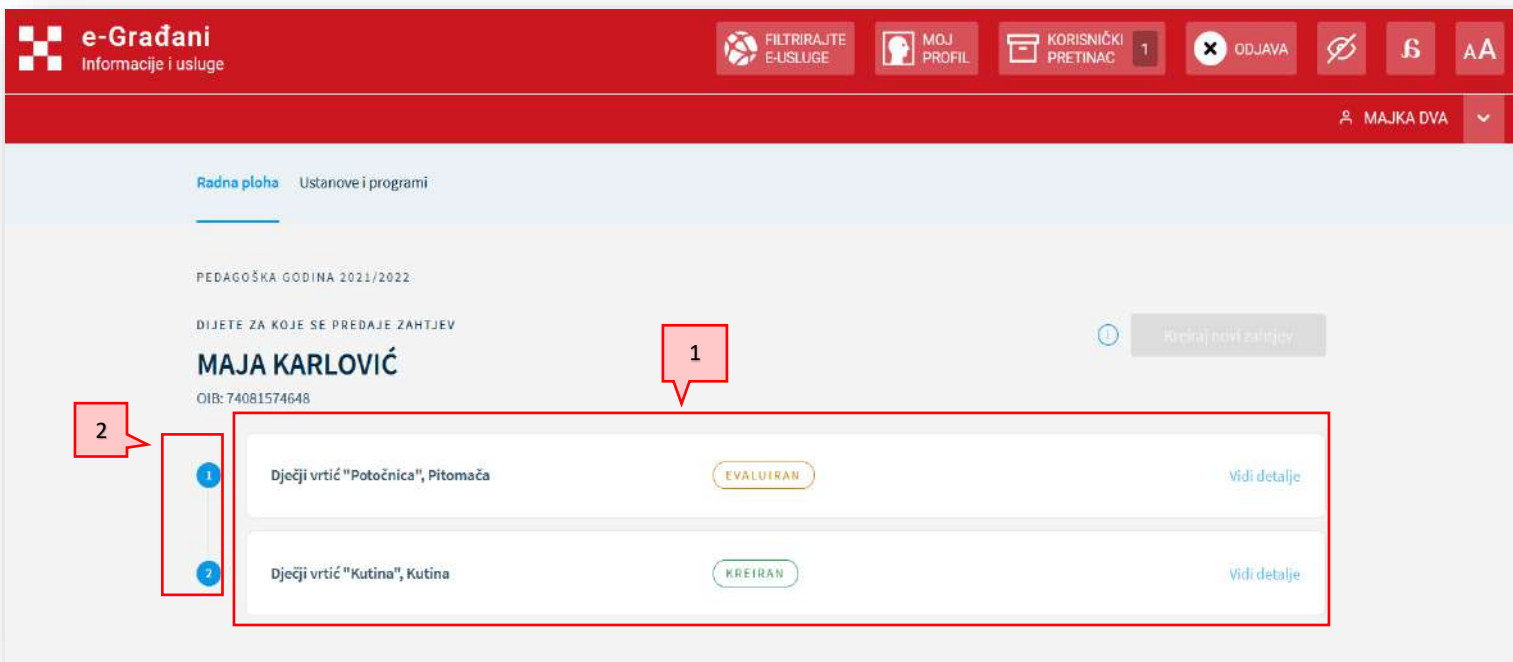 e-Građani
Informacije i usluge
FILTRIRAJTE
E-USLUGE
MOJ
PROFIL
KORISNIČKI
PRETINAC
1
ODJAVA
AA
MAJKA DVA
Radna ploha
Ustanove i programi
PEDAGOŠKA GODINA 2021/2022
DIJETE ZA KOJE SE PREDAJE ZAHTJEV
Kreiraj novi zahtjev
MAJA KARLOVIĆ
OIB: 74081574648
1
2
1
Dječji vrtić "Potočnica", Pitomača
EVALUIRAN
Vidi detalje
2
Dječji vrtić "Kutina", Kutina
KREIRAN
Vidi detalje